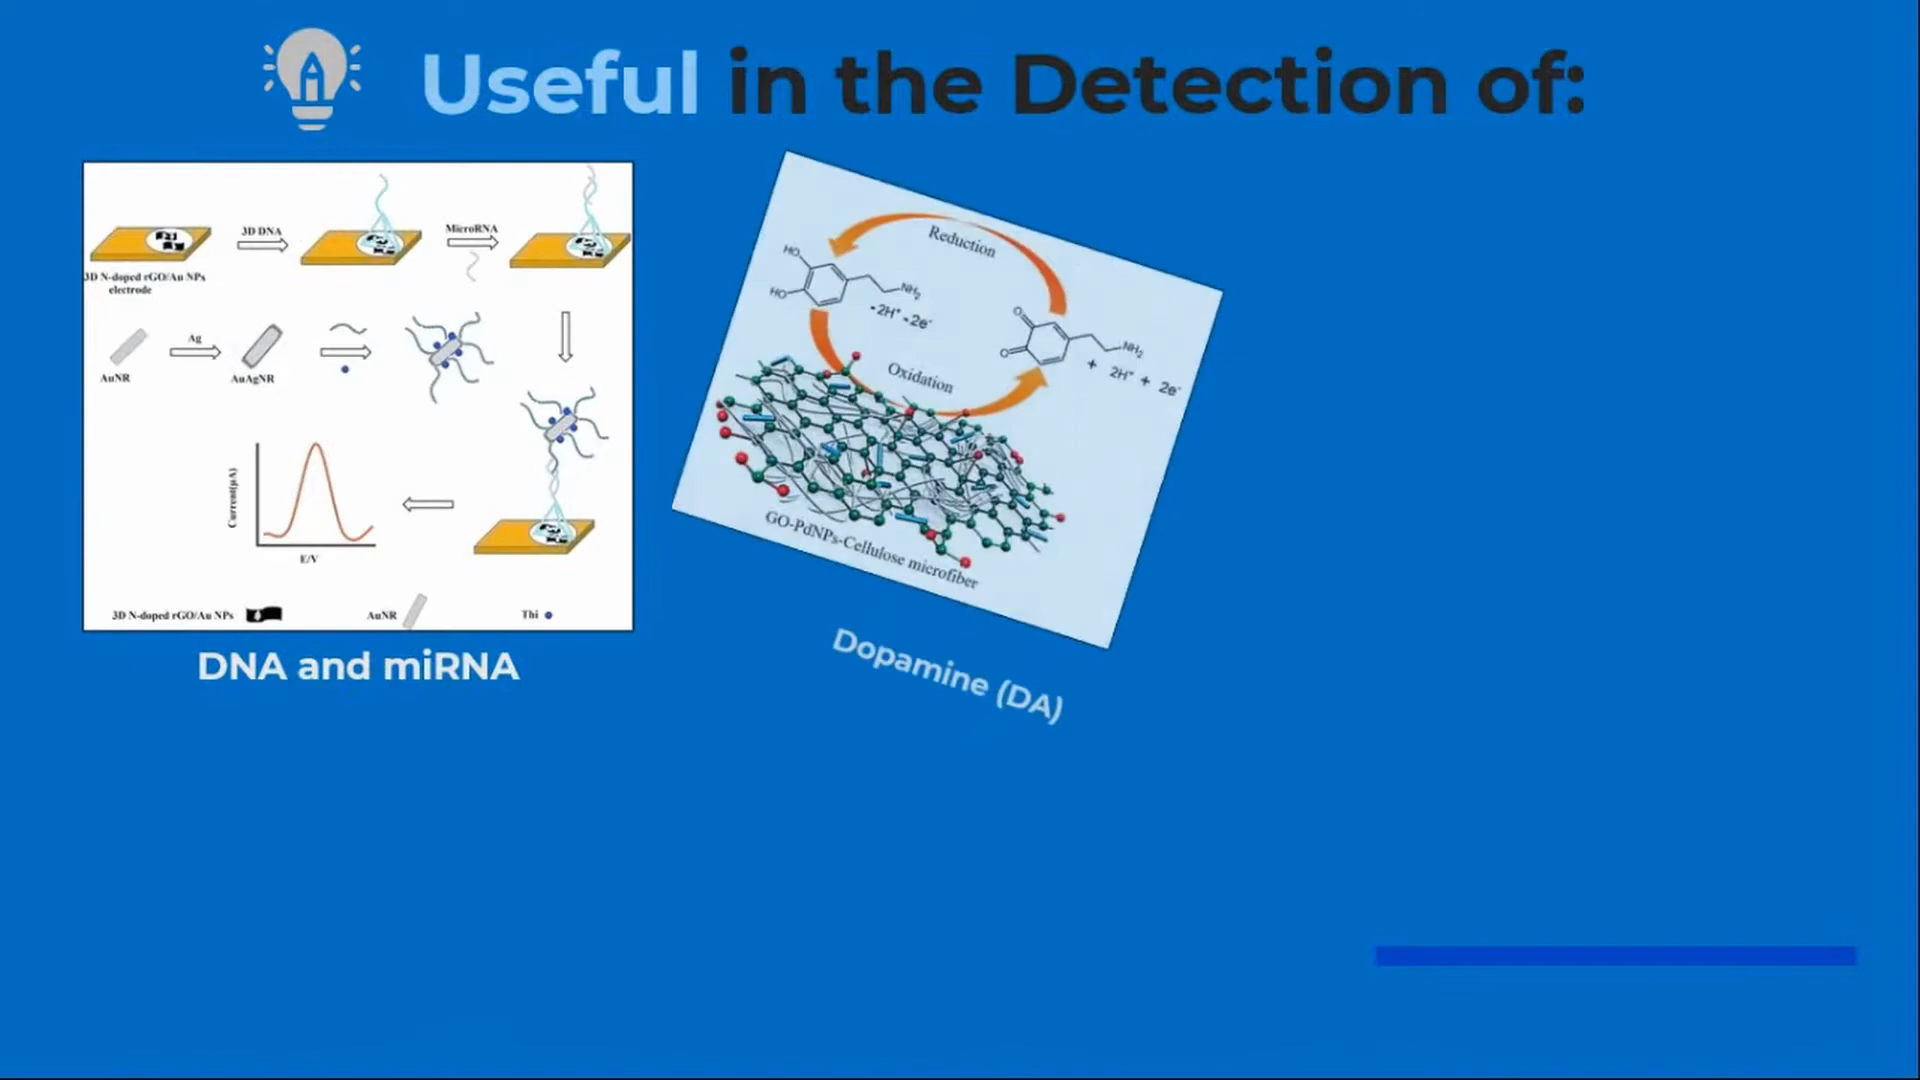 Useful in the Detection of:
3D DNA
MicroRNA
3D N-doped rGO/Au NPs
electrode
Ag
AuNR
AuAgNR
Current(μA)
E/V
3D N-doped rGO/Au NPs
AuNR
Thi
DNA and miRNA
Reduction
HO
HO
NH₂
- 2H⁺ - 2e⁻
O
O
NH₂
+ 2H⁺ + 2e⁻
Oxidation
GO-PdNPs-Cellulose microfiber
Dopamine (DA)